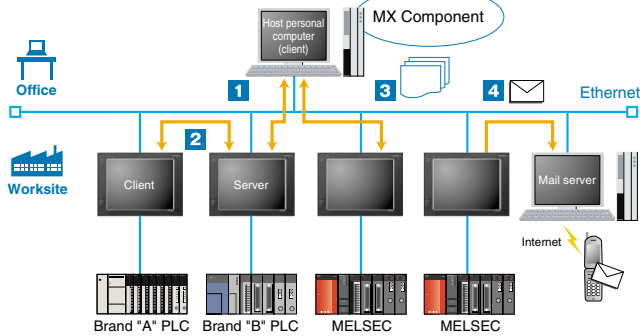 Host personal
computer
(client)
MX Component
Office
1
3
4
Ethernet
2
Worksite
Client
Server
Mail server
Internet
Brand "A" PLC
Brand "B" PLC
MELSEC
MELSEC